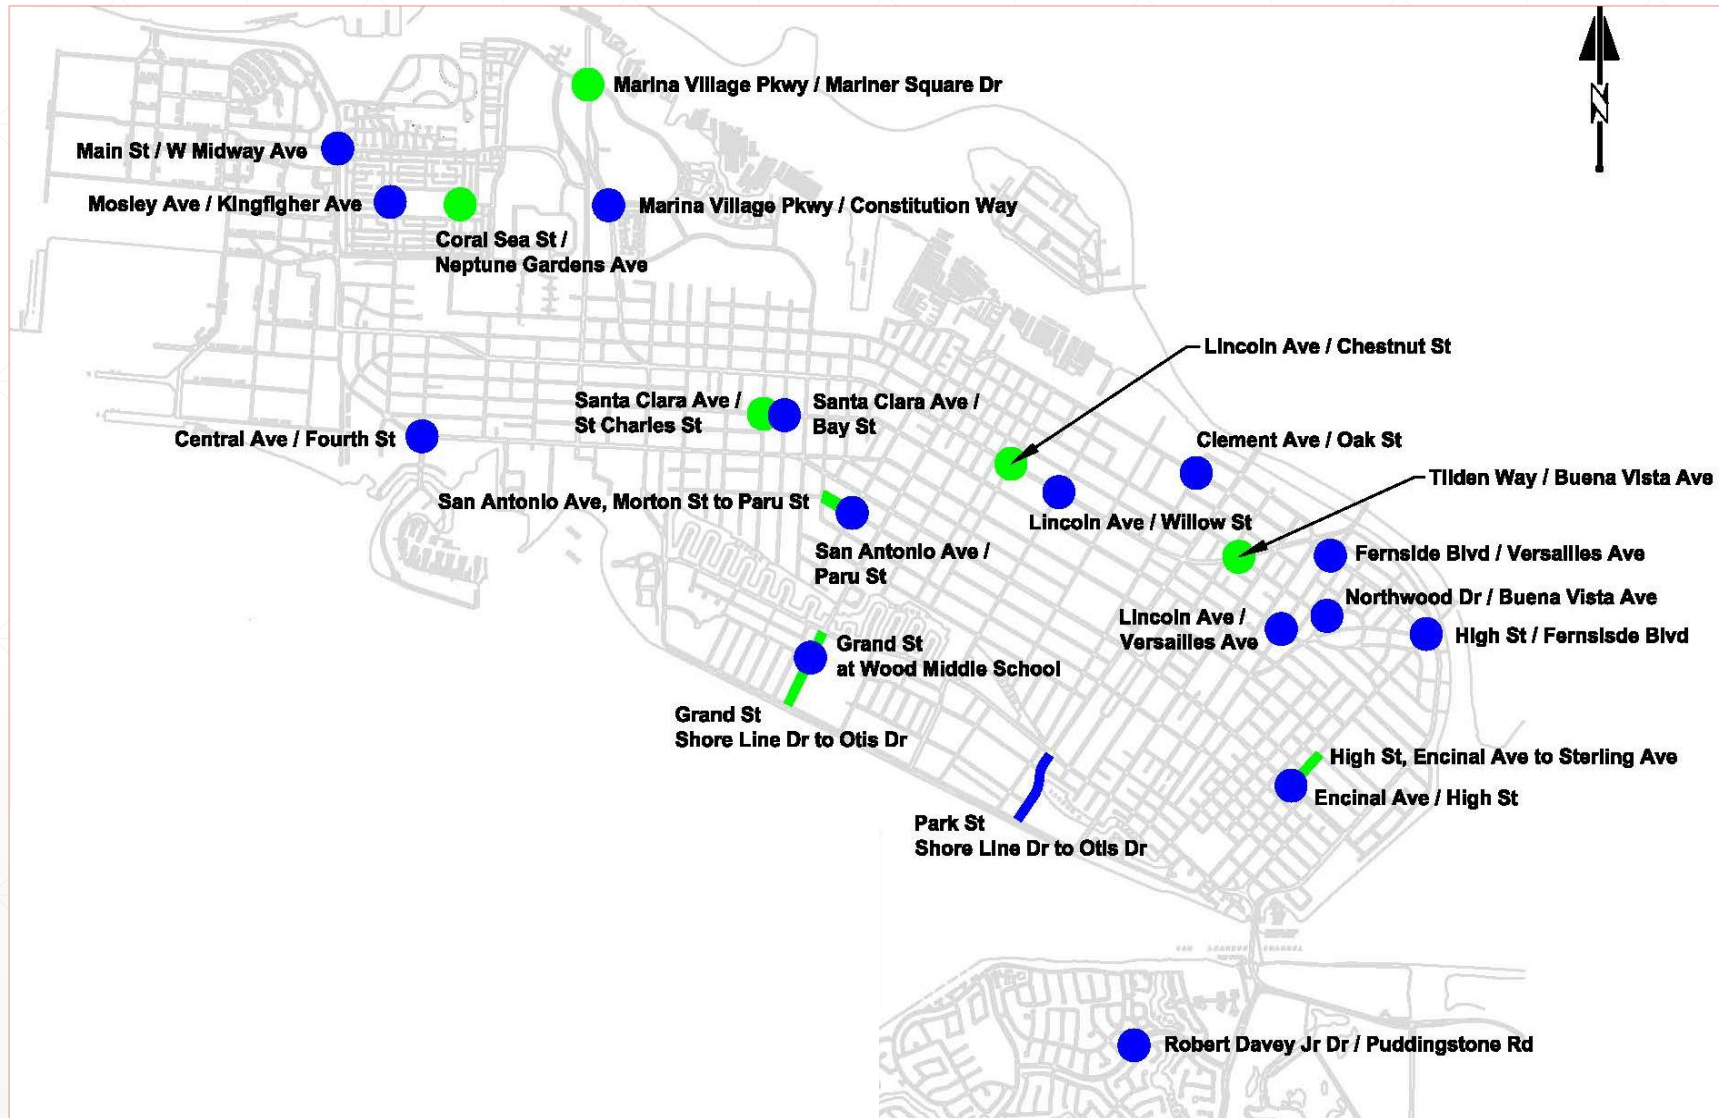 Marina Village Pkwy / Mariner Square Dr
N
Main St / W Midway Ave
Mosley Ave / Kingfigher Ave
Marina Village Pkwy / Constitution Way
Coral Sea St /
Neptune Gardens Ave
Lincoln Ave / Chestnut St
Santa Clara Ave /
St Charles St
Santa Clara Ave /
Bay St
Central Ave / Fourth St
Clement Ave / Oak St
Tilden Way / Buena Vista Ave
San Antonio Ave, Morton St to Paru St
Lincoln Ave / Willow St
San Antonio Ave /
Paru St
Fernside Blvd / Versailles Ave
Northwood Dr / Buena Vista Ave
Lincoln Ave /
Versailles Ave
High St / Fernsisde Blvd
Grand St
at Wood Middle School
Grand St
Shore Line Dr to Otis Dr
High St, Encinal Ave to Sterling Ave
Encinal Ave / High St
Park St
Shore Line Dr to Otis Dr
Robert Davey Jr Dr / Puddingstone Rd